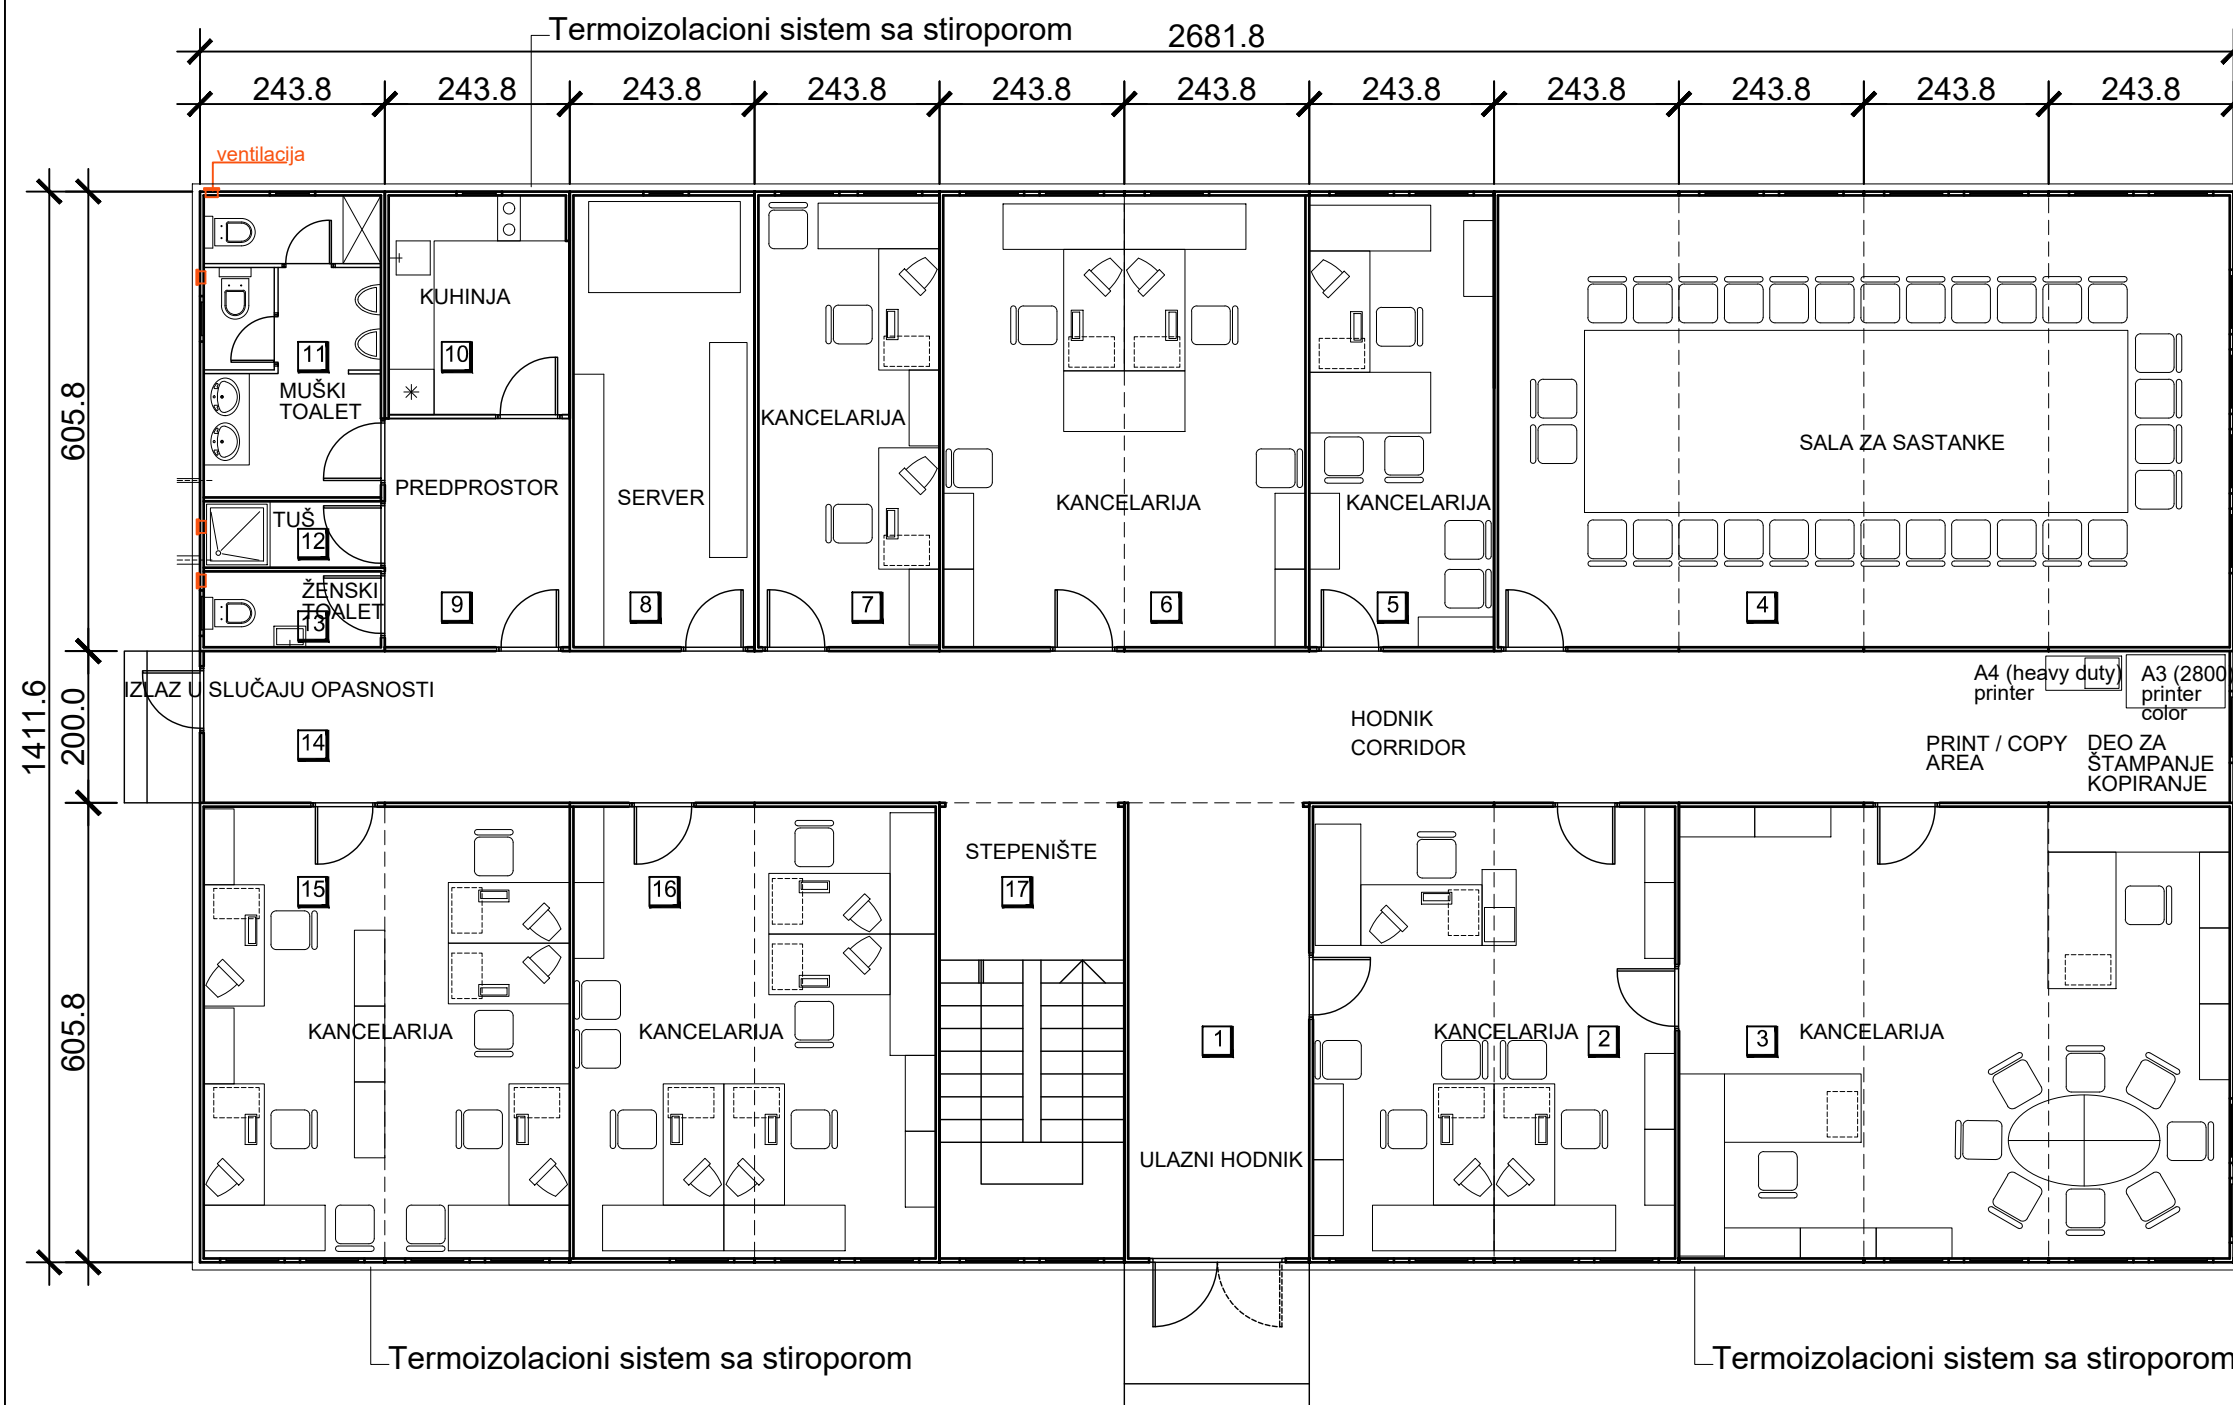 Termoizolacioni sistem sa stiroporom
2681.8
243.8 243.8 243.8 243.8 243.8 243.8 243.8 243.8 243.8 243.8 243.8
ventilacija
605.8
200.0
605.8
1411.6
11
MUŠKI
TOALET
KUHINJA
10
PREDPROSTOR
9
TUŠ
12
ŽENSKI
TOALET
13
SERVER
8
KANCELARIJA
7
KANCELARIJA
6
KANCELARIJA
5
SALA ZA SASTANKE
4
IZLAZ U SLUČAJU OPASNOSTI
14
HODNIK
CORRIDOR
A4 (heavy duty)
printer
A3 (2800
printer
color
PRINT / COPY
AREA
DEO ZA
ŠTAMPANJE
KOPIRANJE
15
KANCELARIJA
16
KANCELARIJA
STEPENIŠTE
17
1
ULAZNI HODNIK
KANCELARIJA
2
3
KANCELARIJA
Termoizolacioni sistem sa stiroporom
Termoizolacioni sistem sa stiroporom